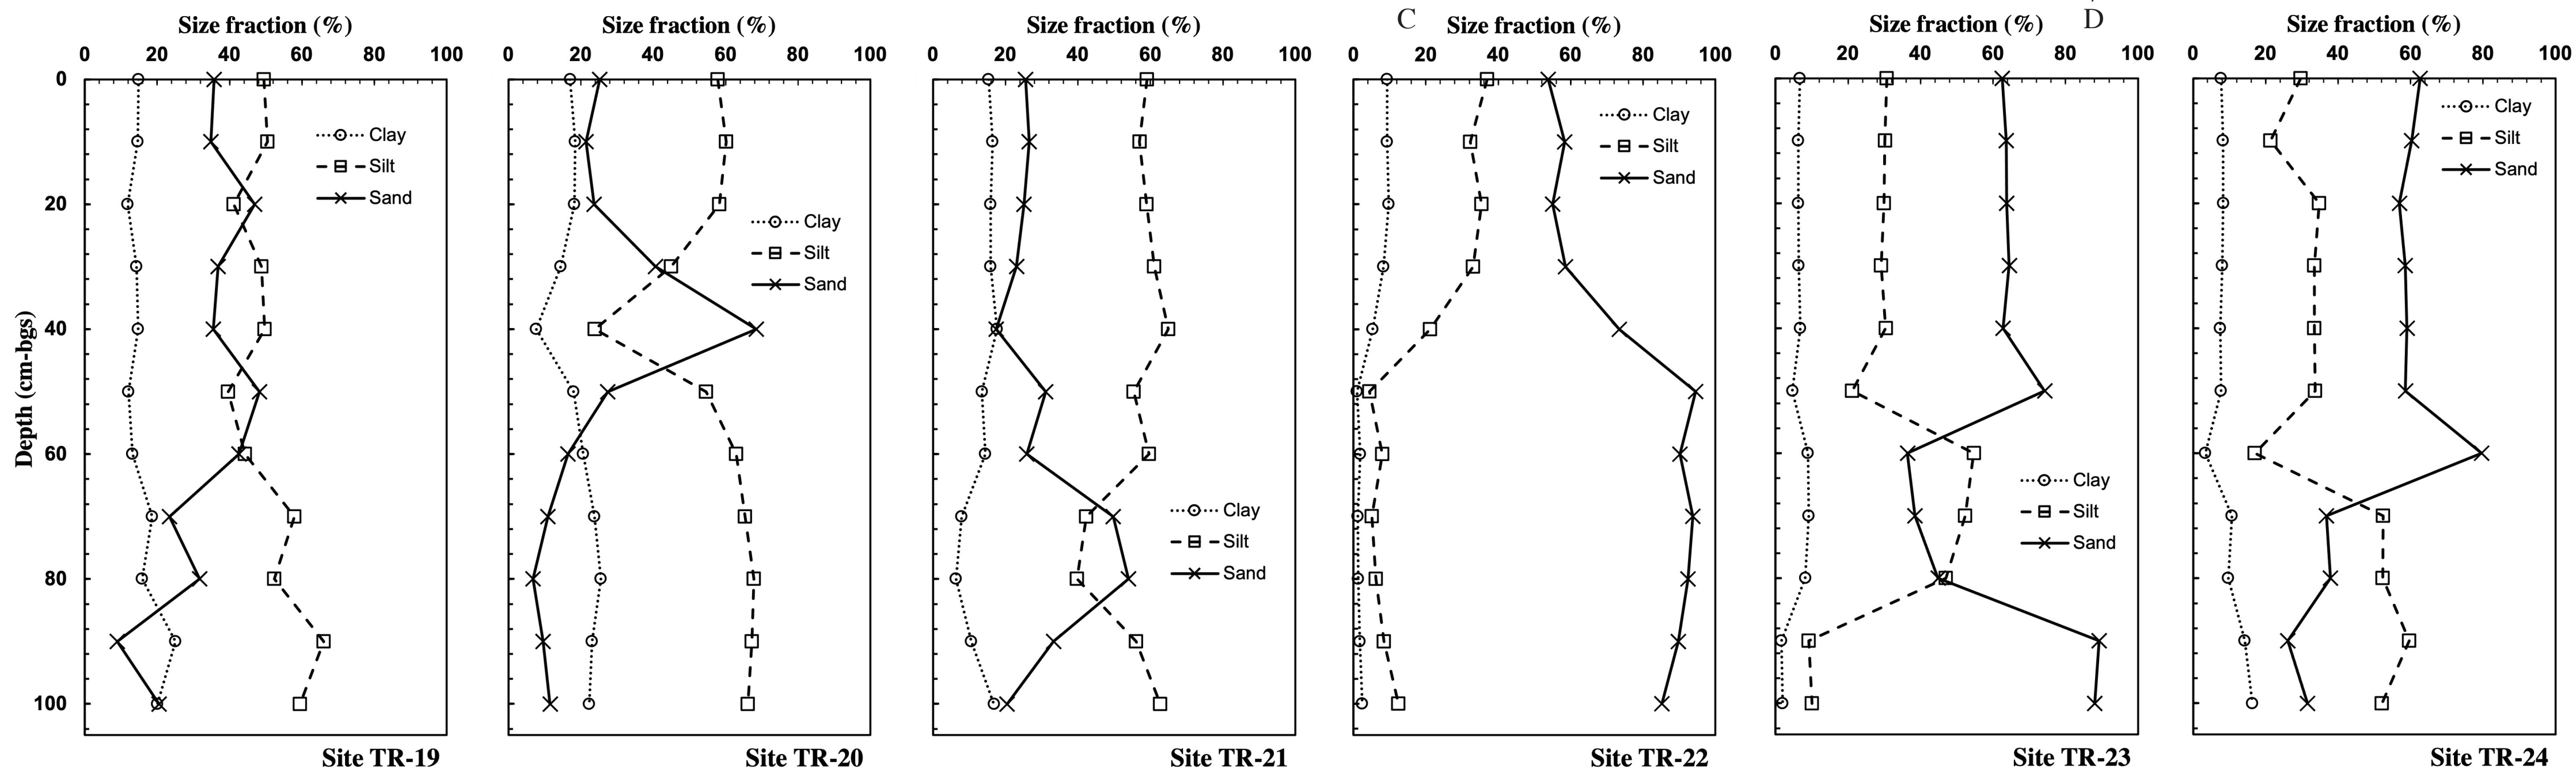 C
D
Size fraction (%) Size fraction (%) Size fraction (%) Size fraction (%) Size fraction (%) Size fraction (%)
0 20 40 60 80 100 0 20 40 60 80 100 0 20 40 60 80 100 0 20 40 60 80 100 0 20 40 60 80 100 0 20 40 60 80 100
Depth (cm-bgs)
0
20
40
60
80
100
Clay
Silt
Sand
Site TR-19
Clay
Silt
Sand
Site TR-20
Clay
Silt
Sand
Site TR-21
Clay
Silt
Sand
Site TR-22
Clay
Silt
Sand
Site TR-23
Clay
Silt
Sand
Site TR-24